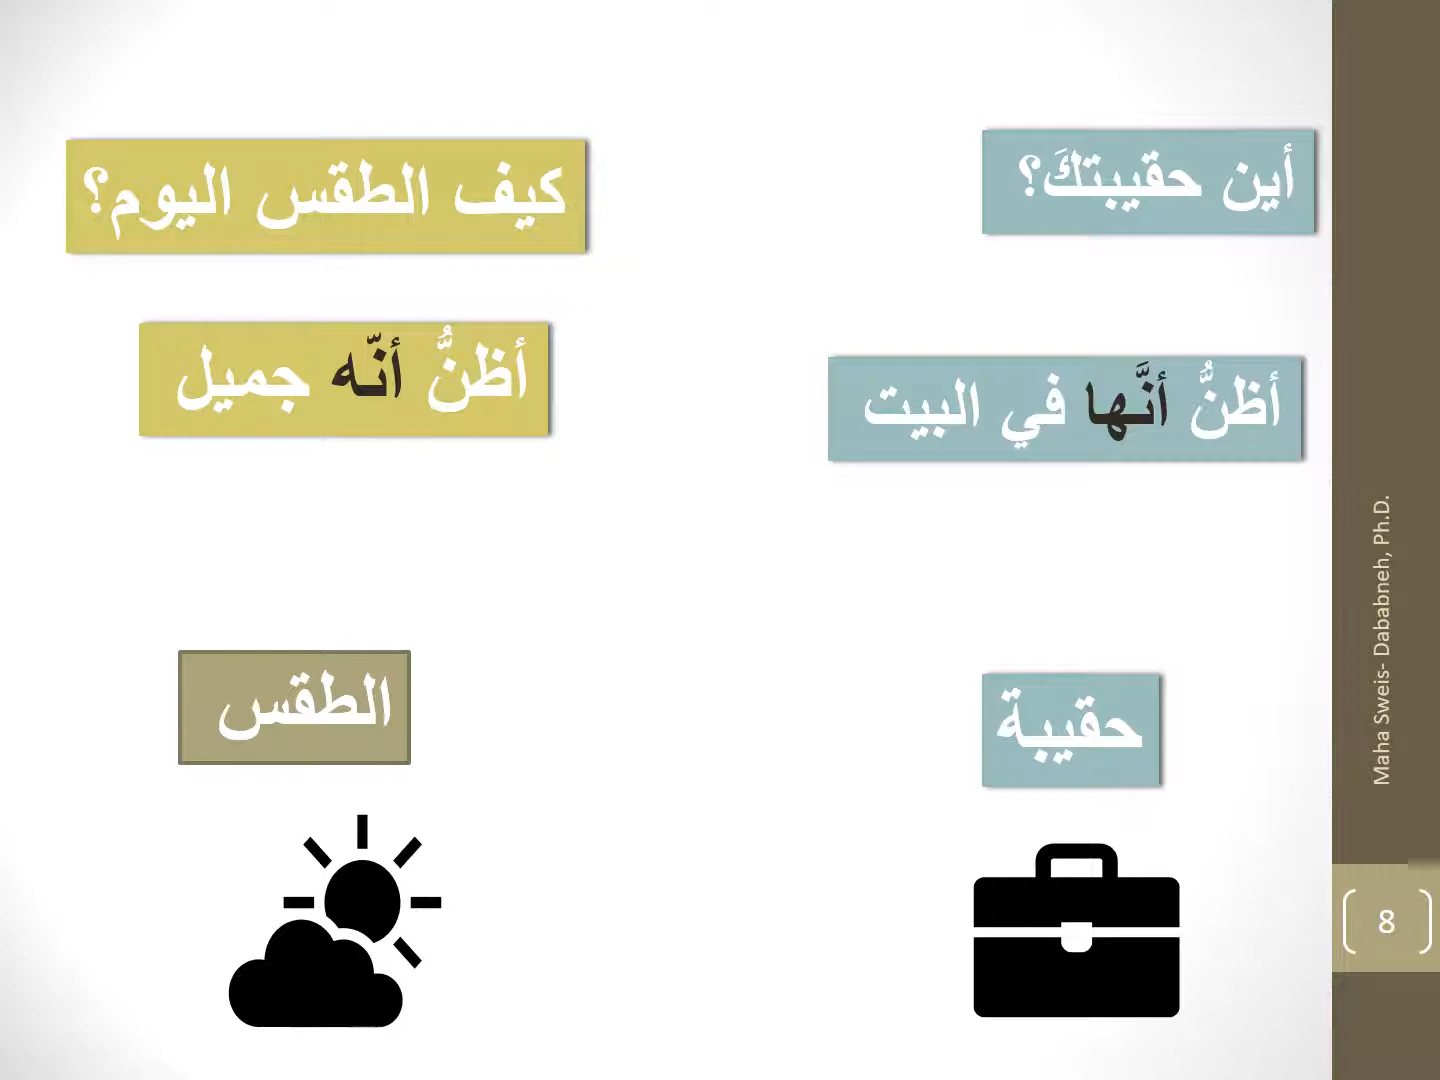 أين حقيبتكَ؟
كيف الطقس اليوم؟
أظنُّ أنَّها في البيت
أظنُّ أنّه جميل
حقيبة
الطقس
Maha Sweis- Dababneh, Ph.D.
8